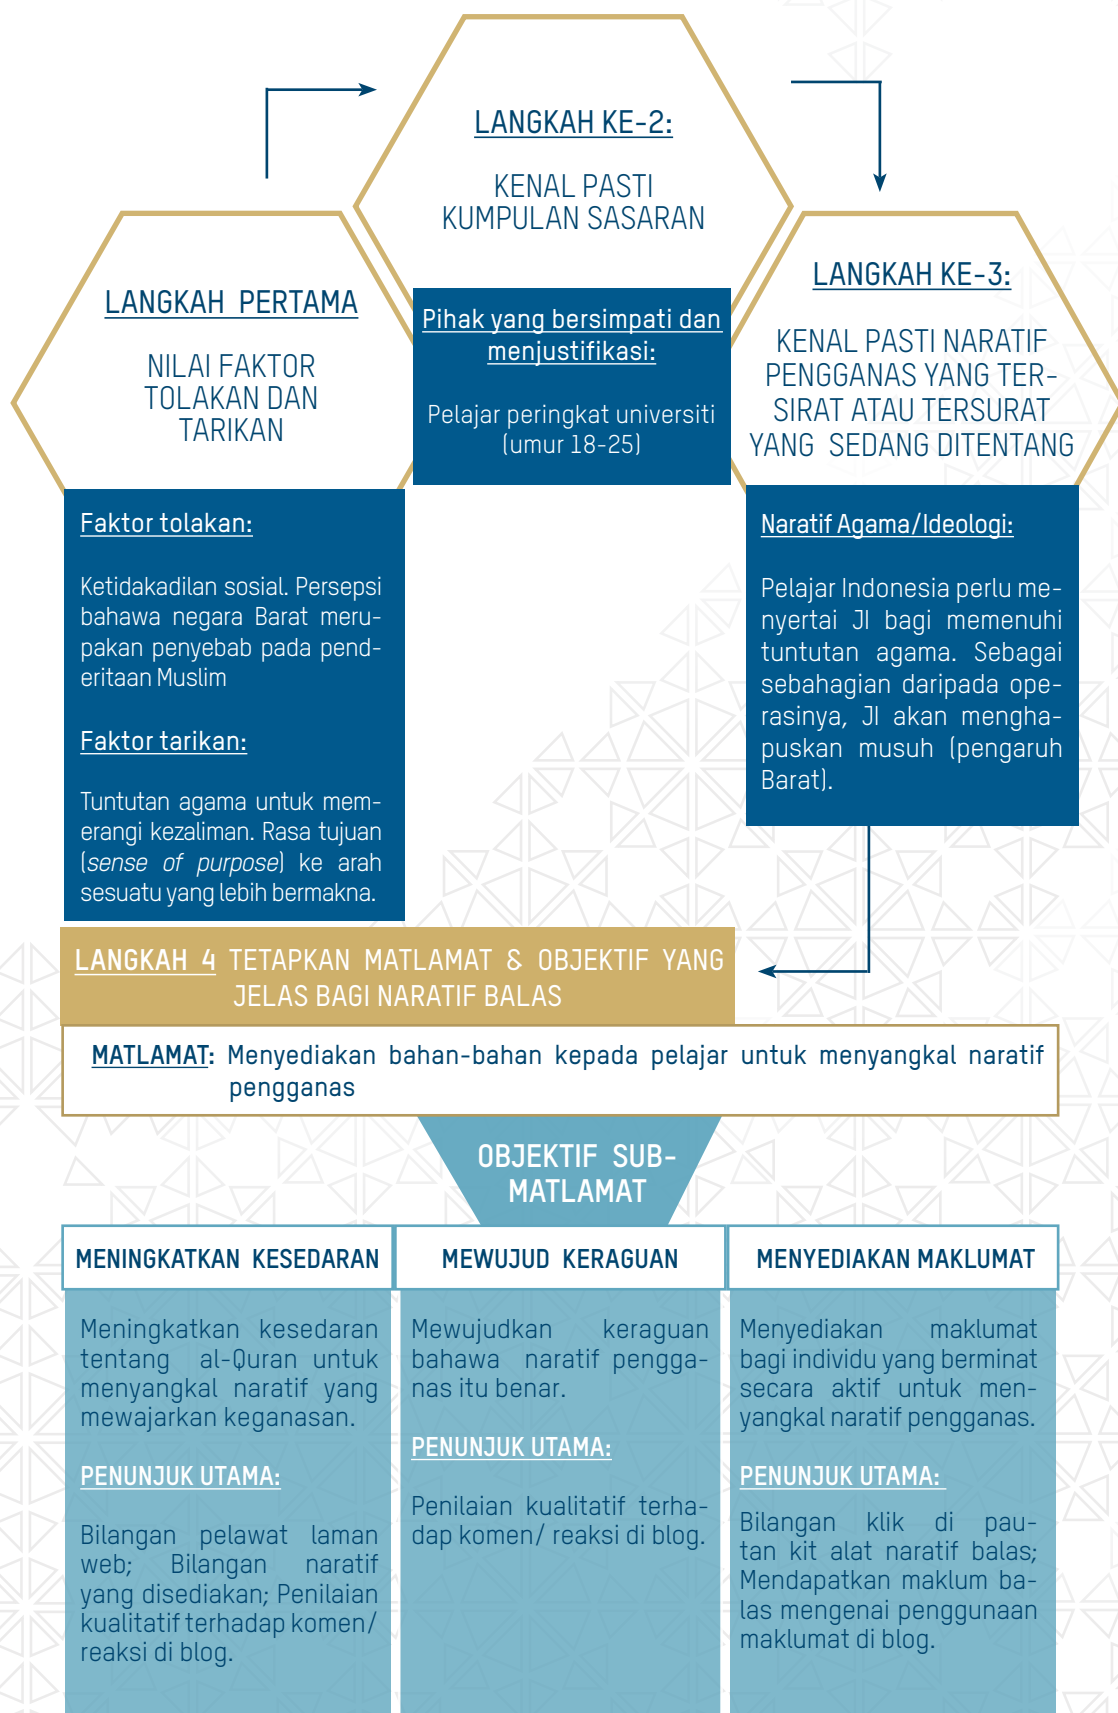 LANGKAH PERTAMA
NILAI FAKTOR
TOLAKAN DAN
TARIKAN
Faktor tolakan:
Ketidakadilan sosial. Persepsi
bahawa negara Barat meru-
pakan penyebab pada pend-
eritaan Muslim
Faktor tarikan:
Tuntutan agama untuk mem-
erangi kezaliman. Rasa tujuan
(sense of purpose) ke arah
sesuatu yang lebih bermakna.
LANGKAH KE-2:
KENAL PASTI
KUMPULAN SASARAN
Pihak yang bersimpati dan
menjustifikasi:
Pelajar peringkat universiti
(umur 18-25)
LANGKAH KE-3:
KENAL PASTI NARATIF
PENGGANAS YANG TER-
SIRAT ATAU TERSURAT
YANG SEDANG DITENTANG
Naratif Agama/Ideologi:
Pelajar Indonesia perlu me-
nyertai JI bagi memenuhi
tuntutan agama. Sebagai
sebahagian daripada ope-
rasinya, JI akan mengha-
puskan musuh (pengaruh
Barat).
LANGKAH 4 TETAPKAN MATLAMAT & OBJEKTIF YANG
JELAS BAGI NARATIF BALAS
MATLAMAT: Menyediakan bahan-bahan kepada pelajar untuk menyangkal naratif
pengganas
OBJEKTIF SUB-
MATLAMAT
MENINGKATKAN KESEDARAN
Meningkatkan kesedaran
tentang al-Quran untuk
menyangkal naratif yang
mewajarkan keganasan.
PENUNJUK UTAMA:
Bilangan pelawat laman
web; Bilangan naratif
yang disediakan; Penilaian
kualitatif terhadap komen/
reaksi di blog.
MEWUJUD KERAGUAN
Mewujudkan keraguan
bahawa naratif pengga-
nas itu benar.
PENUNJUK UTAMA:
Penilaian kualitatif terha-
dap komen/ reaksi di blog.
MENYEDIAKAN MAKLUMAT
Menyediakan maklumat
bagi individu yang berminat
secara aktif untuk men-
yangkal naratif pengganas.
PENUNJUK UTAMA:
Bilangan klik di pau-
tan kit alat naratif balas;
Mendapatkan maklum ba-
las mengenai penggunaan
maklumat di blog.